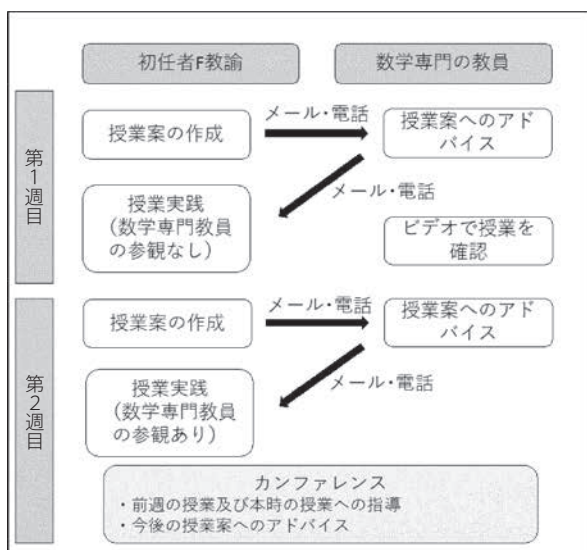 初任者F教諭
数学専門の教員
第1週目
授業案の作成
メール・電話
授業案へのアド
バイス
メール・電話
授業実践
(数学専門教員
の参観なし)
ビデオで授業を
確認
第2週目
授業案の作成
メール・電話
授業案へのアド
バイス
メール・電話
授業実践
(数学専門教員
の参観あり)
カンファレンス
・前週の授業及び本時の授業への指導
・今後の授業案へのアドバイス